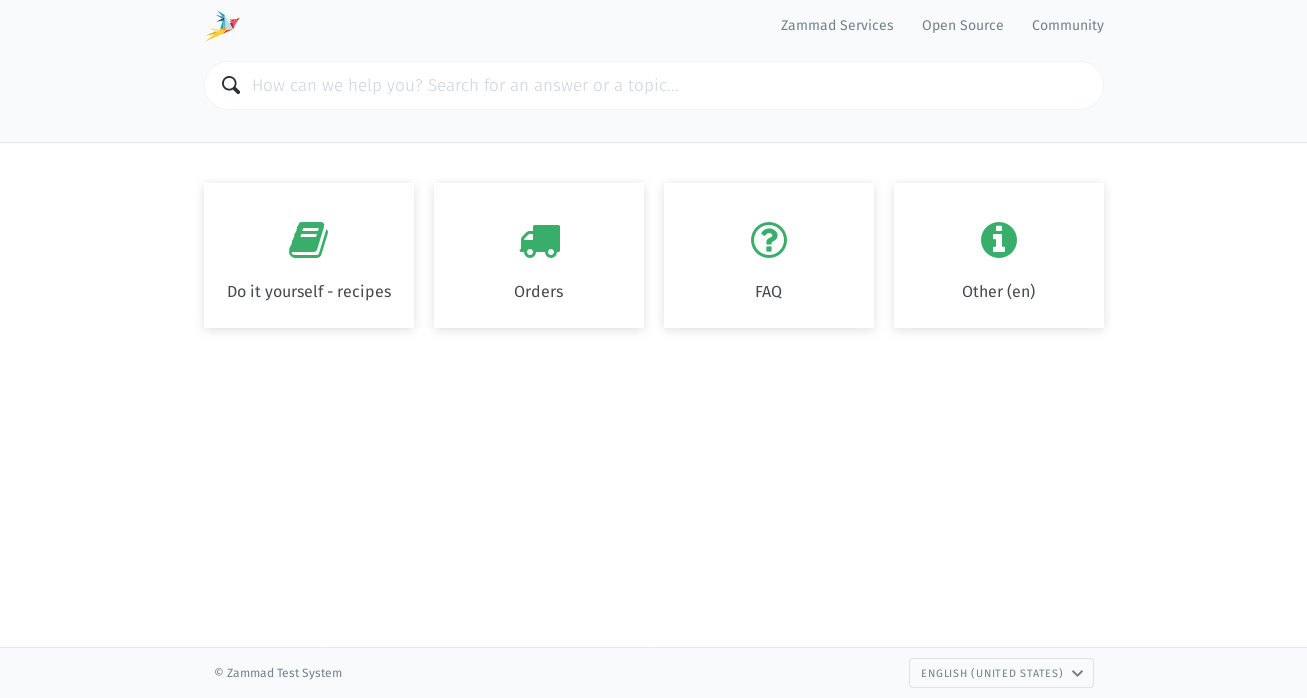 Zammad Services Open Source Community
How can we help you? Search for an answer or a topic...
Do it yourself - recipes
Orders
FAQ
Other (en)
© Zammad Test System
ENGLISH (UNITED STATES)